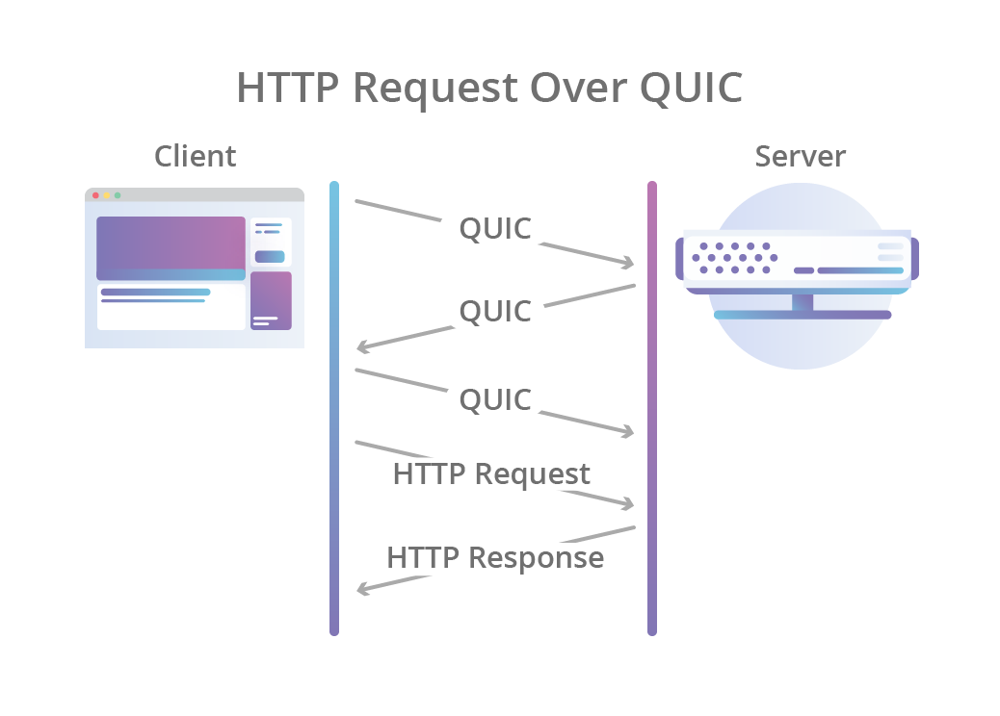 HTTP Request Over QUIC
Client
Server
QUIC
QUIC
QUIC
HTTP Request
HTTP Response